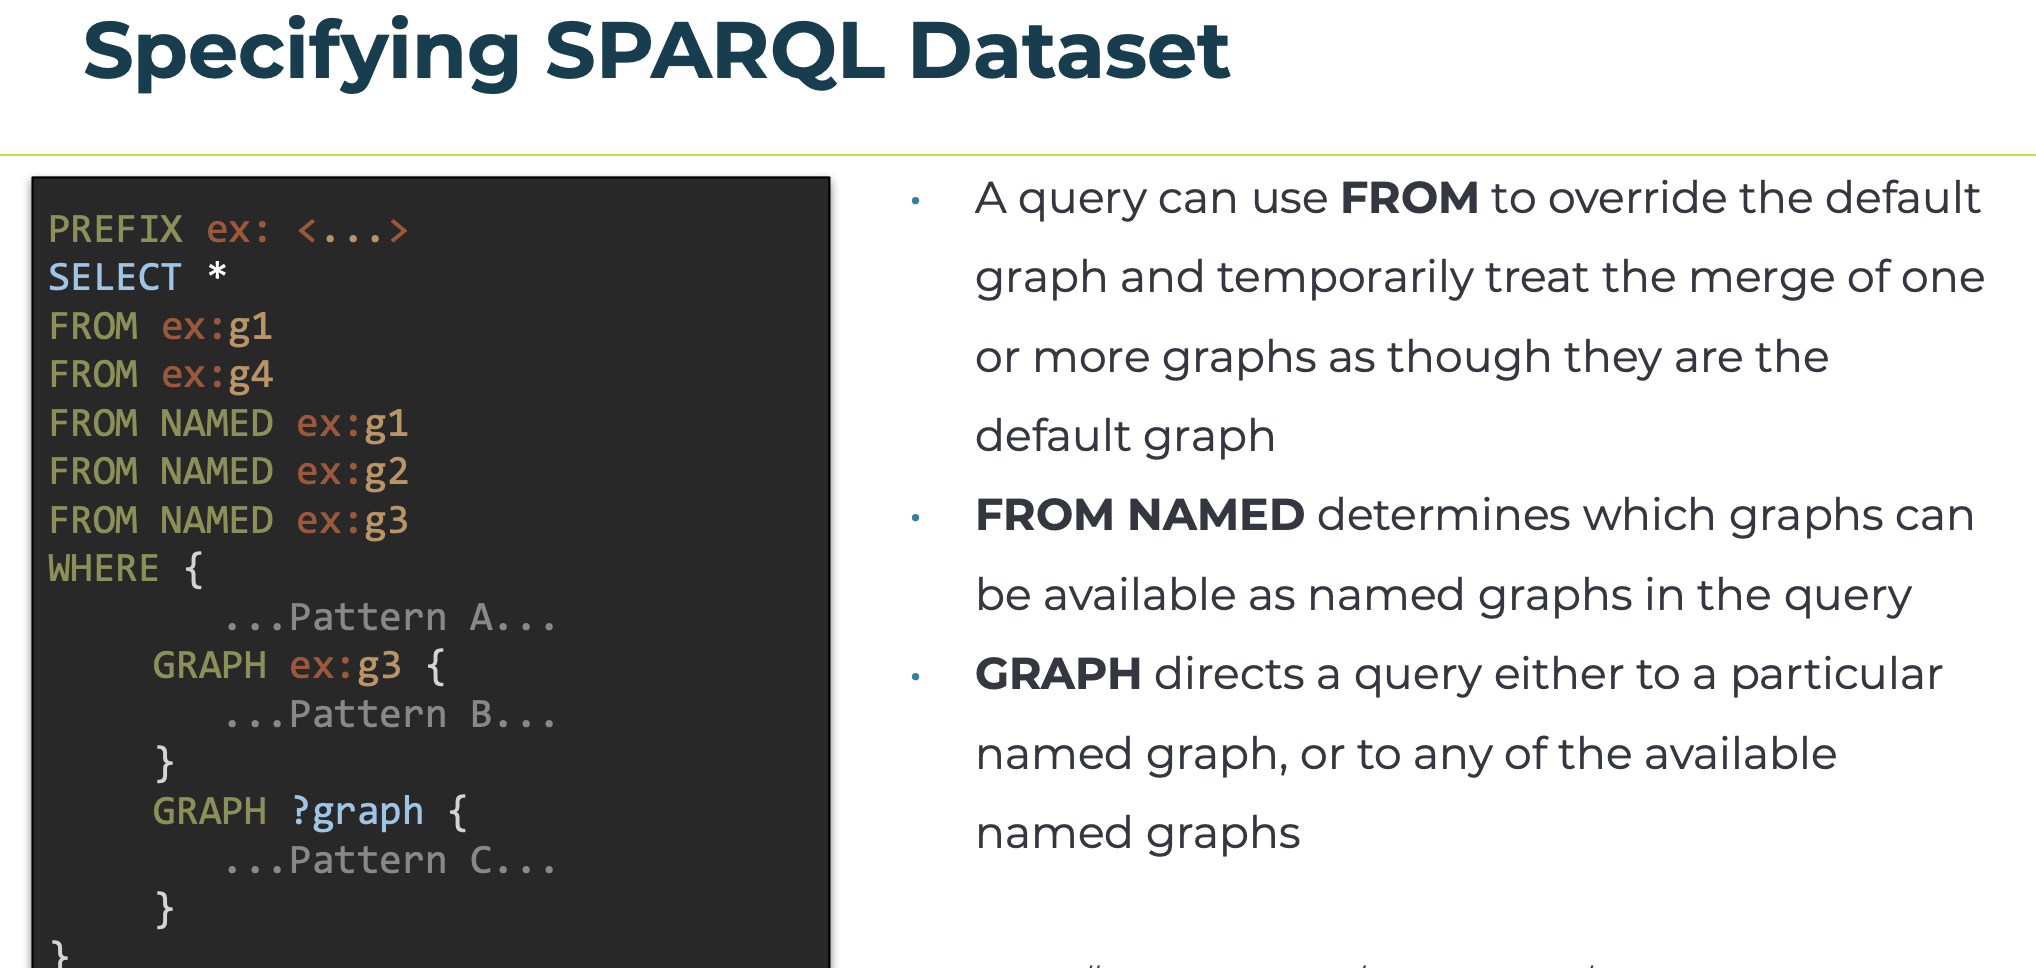 Specifying SPARQL Dataset
PREFIX ex: <...>
SELECT *
FROM ex:g1
FROM ex:g4
FROM NAMED ex:g1
FROM NAMED ex:g2
FROM NAMED ex:g3
WHERE {
...Pattern A...
GRAPH ex:g3 {
...Pattern B...
}
GRAPH ?graph {
...Pattern C...
}
}
• A query can use FROM to override the default
graph and temporarily treat the merge of one
or more graphs as though they are the
default graph
• FROM NAMED determines which graphs can
be available as named graphs in the query
• GRAPH directs a query either to a particular
named graph, or to any of the available
named graphs